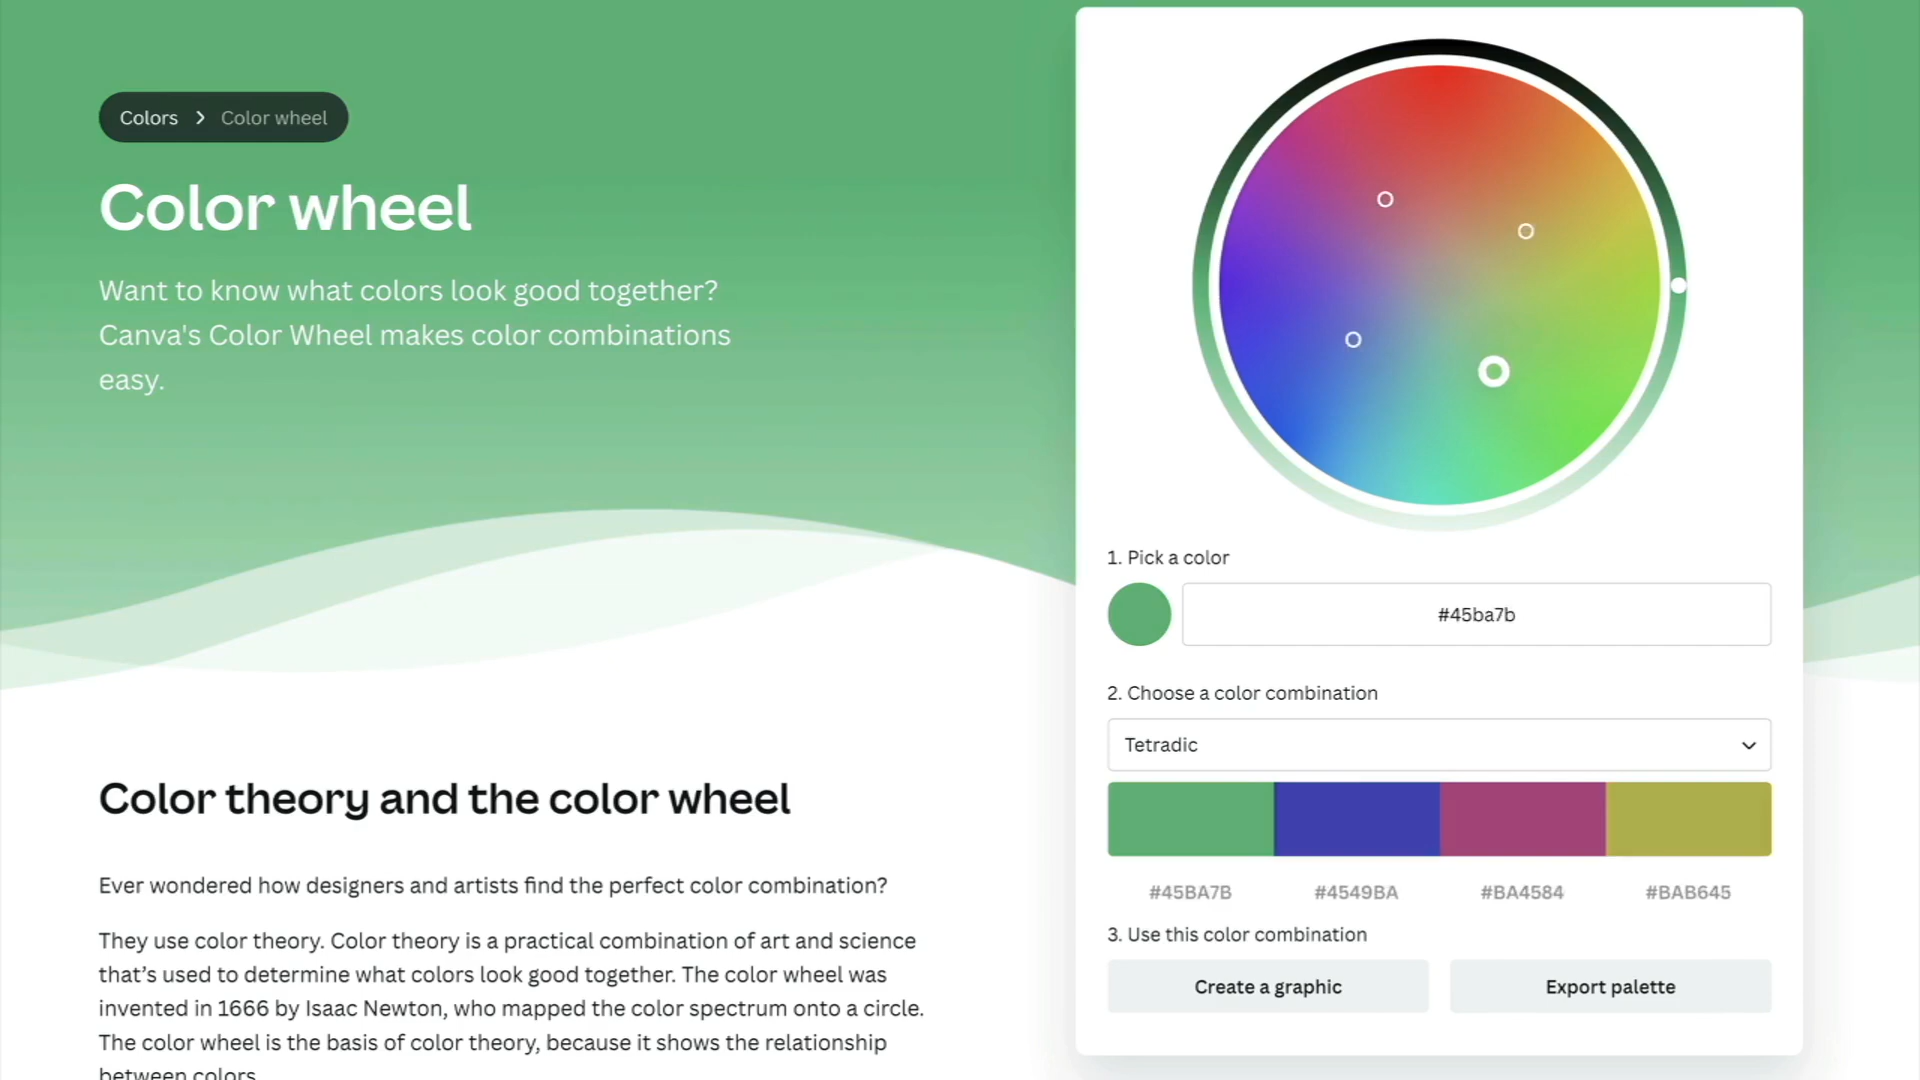 Colors > Color wheel
Color wheel
Want to know what colors look good together?
Canva's Color Wheel makes color combinations
easy.
Color theory and the color wheel
Ever wondered how designers and artists find the perfect color combination?
They use color theory. Color theory is a practical combination of art and science
that’s used to determine what colors look good together. The color wheel was
invented in 1666 by Isaac Newton, who mapped the color spectrum onto a circle.
The color wheel is the basis of color theory, because it shows the relationship
between colors.
1. Pick a color
#45ba7b
2. Choose a color combination
Tetradic
#45BA7B #4549BA #BA4584 #BAB645
3. Use this color combination
Create a graphic Export palette